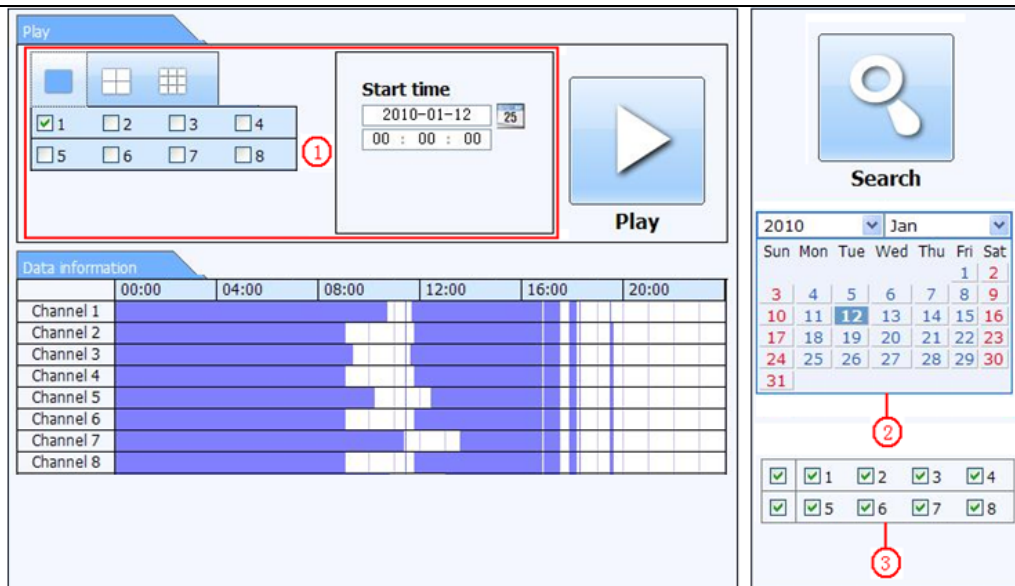 Play
Start time
2010-01-12 25
00 : 00 : 00
1 2 3 4
5 6 7 8
1
Play
Data information
00:00 04:00 08:00 12:00 16:00 20:00
Channel 1
Channel 2
Channel 3
Channel 4
Channel 5
Channel 6
Channel 7
Channel 8
Search
2010 Jan
Sun Mon Tue Wed Thu Fri Sat
1 2
3 4 5 6 7 8 9
10 11 12 13 14 15 16
17 18 19 20 21 22 23
24 25 26 27 28 29 30
31
2
1 2 3 4
5 6 7 8
3